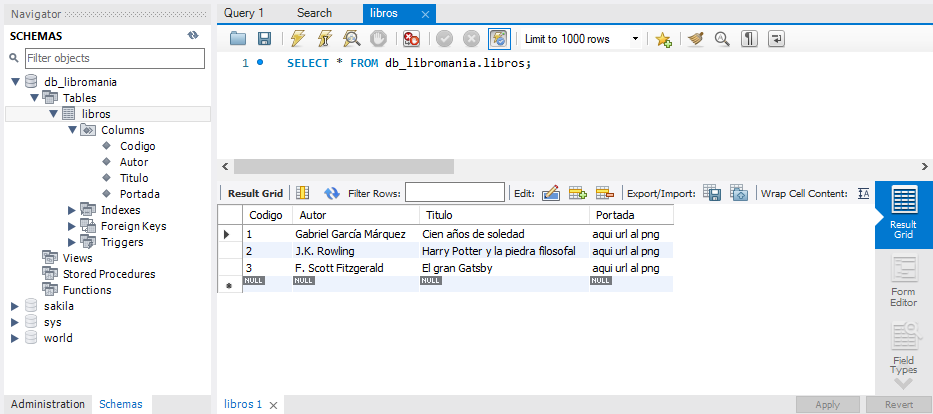 Navigator
SCHEMAS
Filter objects
db_libromania
Tables
libros
Columns
Codigo
Autor
Titulo
Portada
Indexes
Foreign Keys
Triggers
Views
Stored Procedures
Functions
sakila
sys
world
Administration Schemas
Query 1 Search libros
Limit to 1000 rows
1 SELECT * FROM db_libromania.libros;
Result Grid Filter Rows: Edit: Export/Import: Wrap Cell Content:
Codigo Autor Titulo Portada
1 Gabriel García Márquez Cien años de soledad aqui url al png
2 J.K. Rowling Harry Potter y la piedra filosofal aqui url al png
3 F. Scott Fitzgerald El gran Gatsby aqui url al png
NULL NULL NULL NULL
Result
Grid
Form
Editor
Field
Types
libros 1
Apply Revert